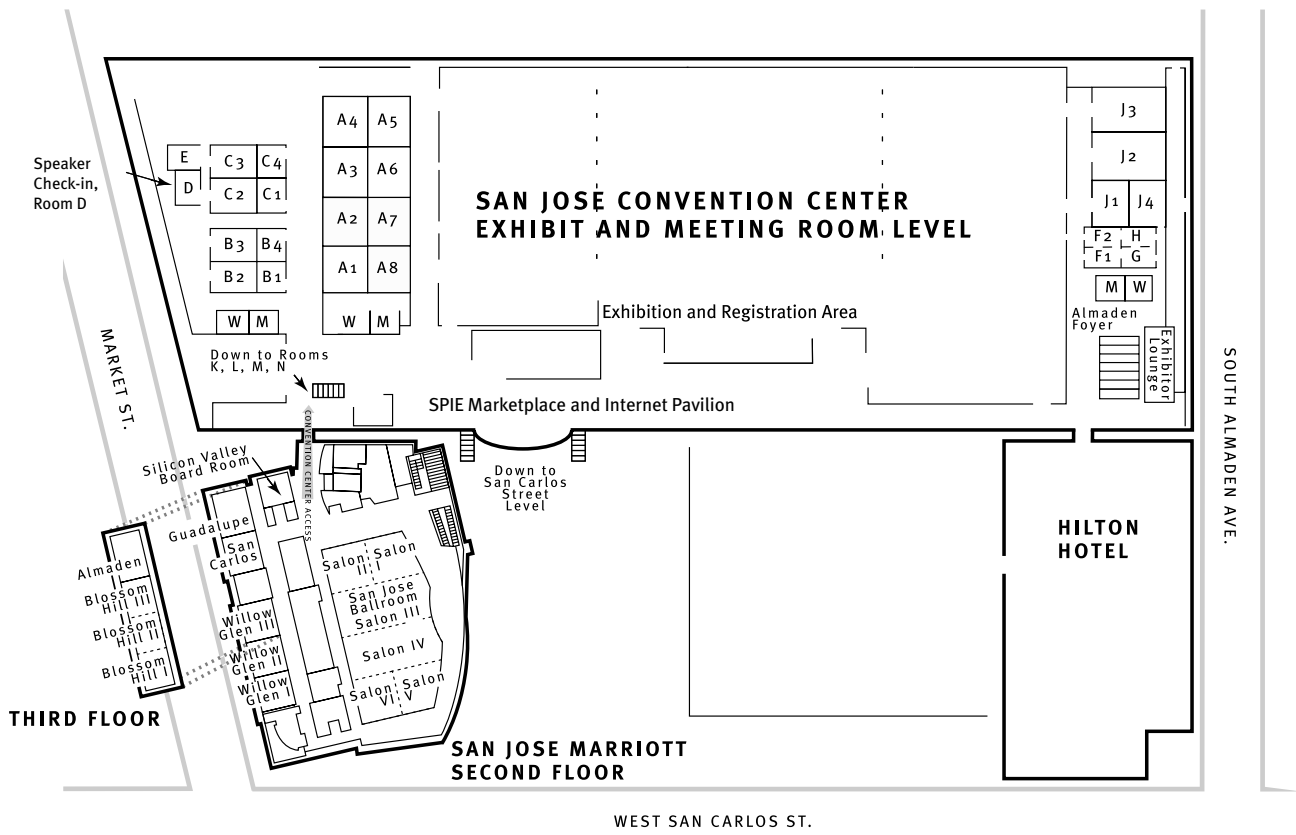 A4 A5
J3
Speaker
Check-in,
Room D
E
C3 C4
A3 A6
J2
D
C2 C1
SAN JOSE CONVENTION CENTER
EXHIBIT AND MEETING ROOM LEVEL
J1 J4
A2 A7
B3 B4
F2 H
F1 G
B2 B1
A1 A8
M W
W M
W M
Exhibition and Registration Area
Almaden
Foyer
Exhibitor
Lounge
MARKET ST.
Down to Rooms
K, L, M, N
SPIE Marketplace and Internet Pavilion
SOUTH ALMADEN AVE.
CONVENTION CENTER ACCESS
Silicon Valley
Board Room
Down to
San Carlos
Street
Level
Guadalupe
San
Carlos
HILTON
HOTEL
Almaden
Blossom
Hill III
Blossom
Hill II
Blossom
Hill I
Willow
Glen III
Willow
Glen II
Willow
Glen I
Salon
II
Salon
I
San Jose
Ballroom
Salon III
Salon IV
Salon
VI
Salon
V
THIRD FLOOR
SAN JOSE MARRIOTT
SECOND FLOOR
WEST SAN CARLOS ST.